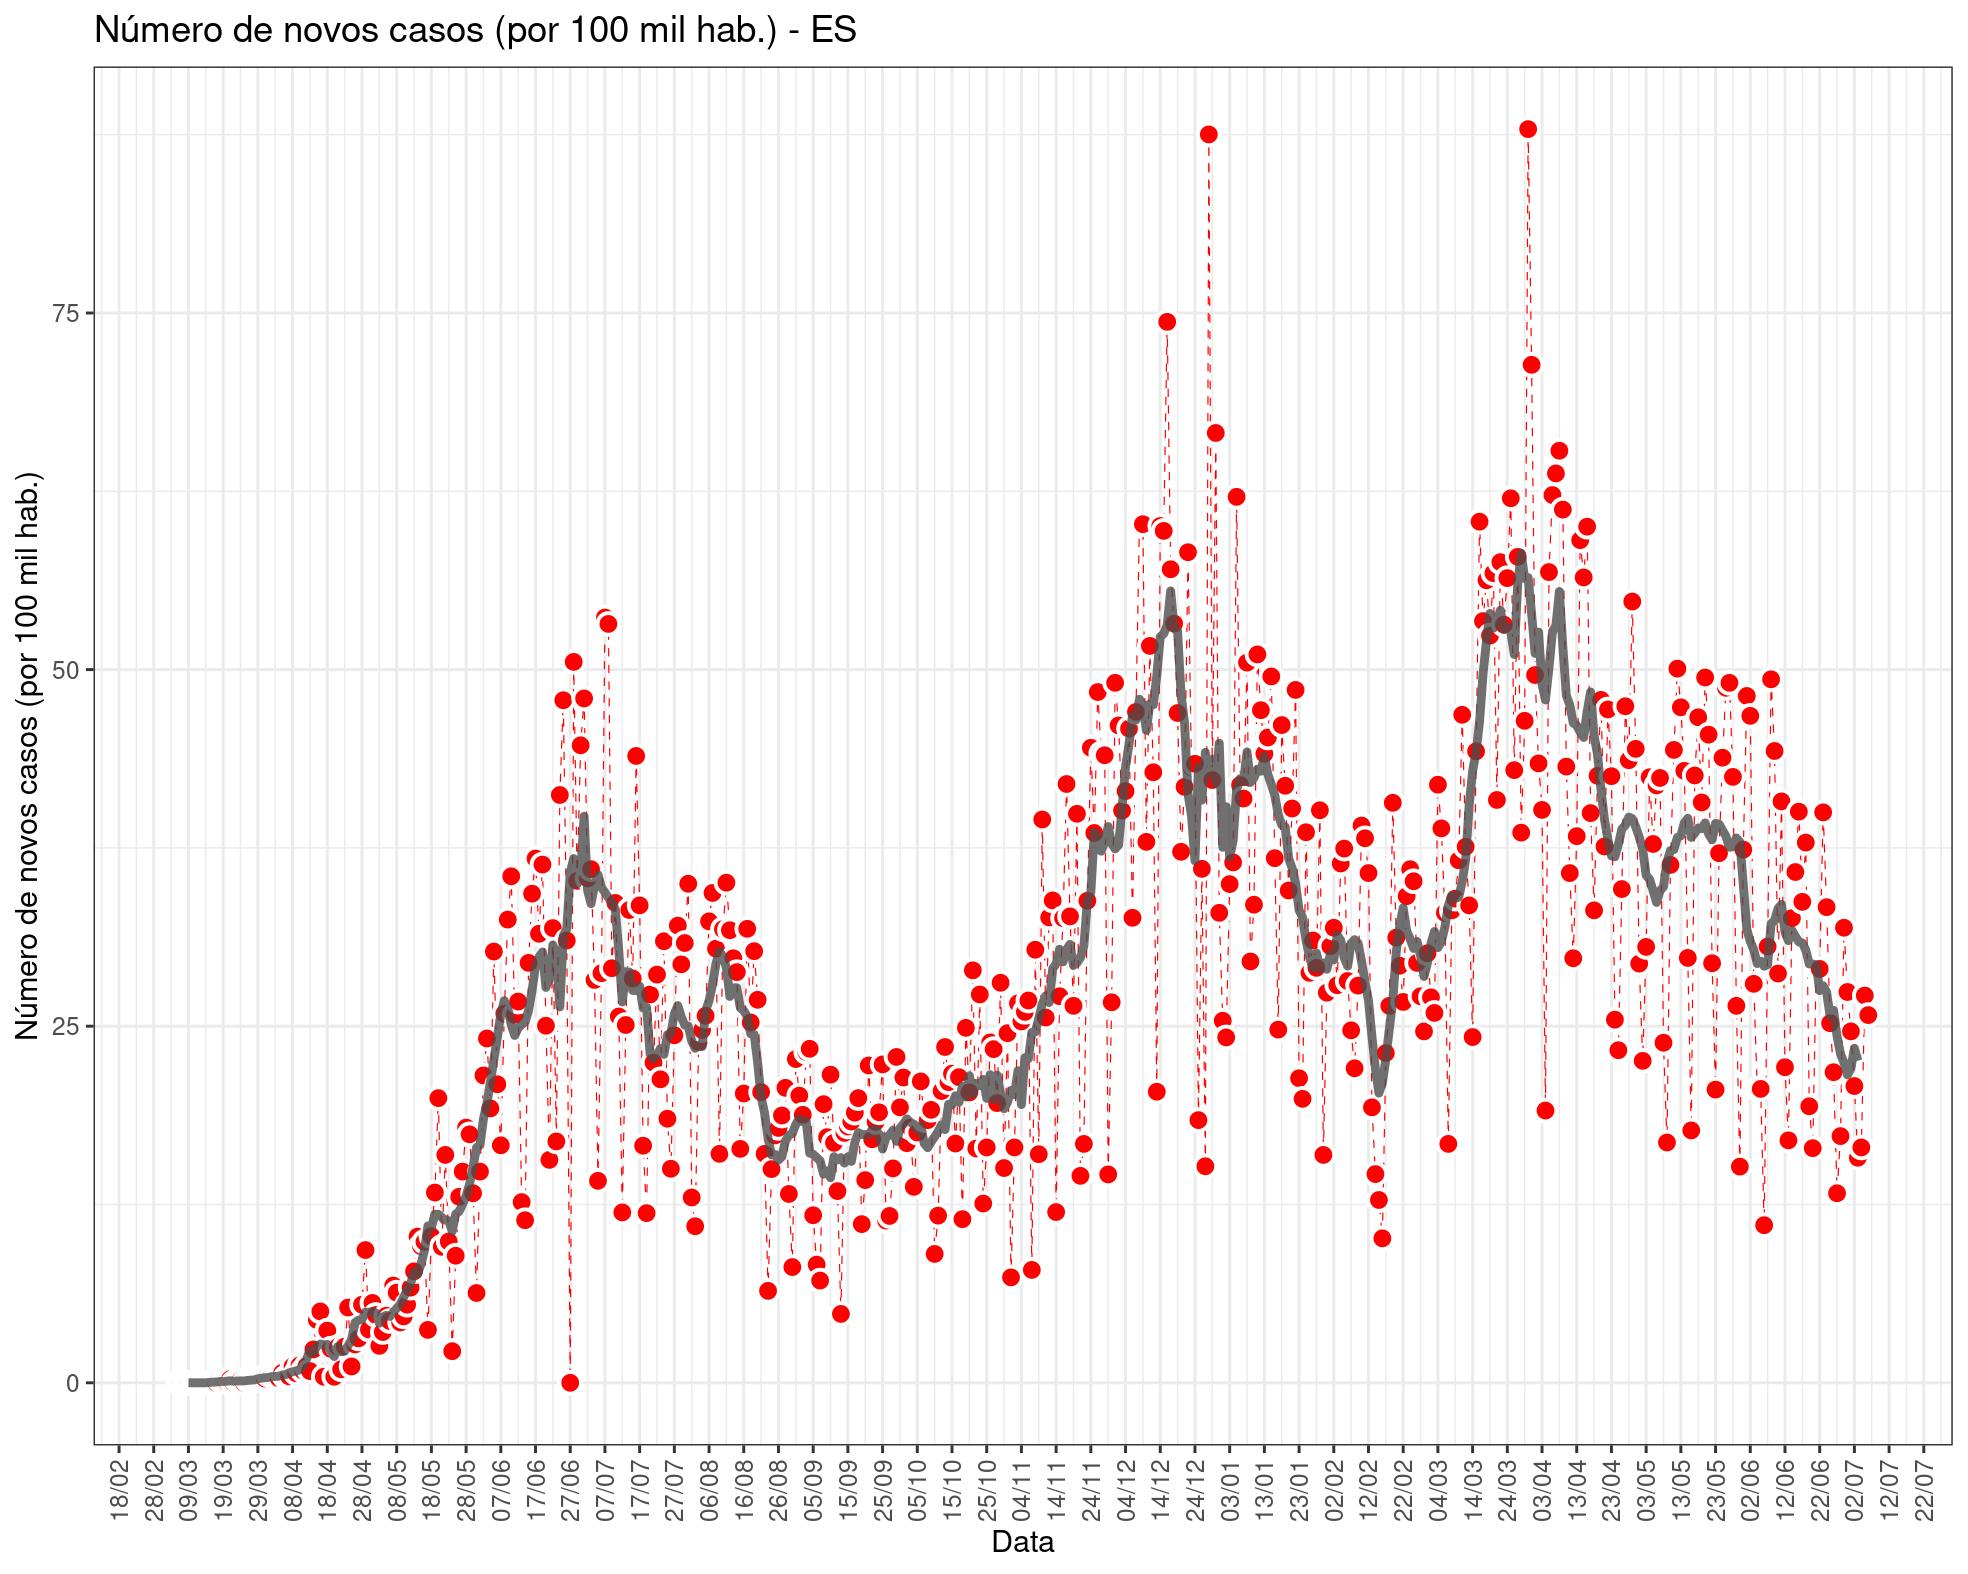 Número de novos casos (por 100 mil hab.) - ES
Número de novos casos (por 100 mil hab.)
75
50
25
0
18/02 28/02 09/03 19/03 29/03 08/04 18/04 28/04 08/05 18/05 28/05 07/06 17/06 27/06 07/07 17/07 27/07 06/08 16/08 26/08 05/09 15/09 25/09 05/10 15/10 25/10 04/11 14/11 24/11 04/12 14/12 24/12 03/01 13/01 23/01 02/02 12/02 22/02 04/03 14/03 24/03 03/04 13/04 23/04 03/05 13/05 23/05 02/06 12/06 22/06 02/07 12/07 22/07
Data